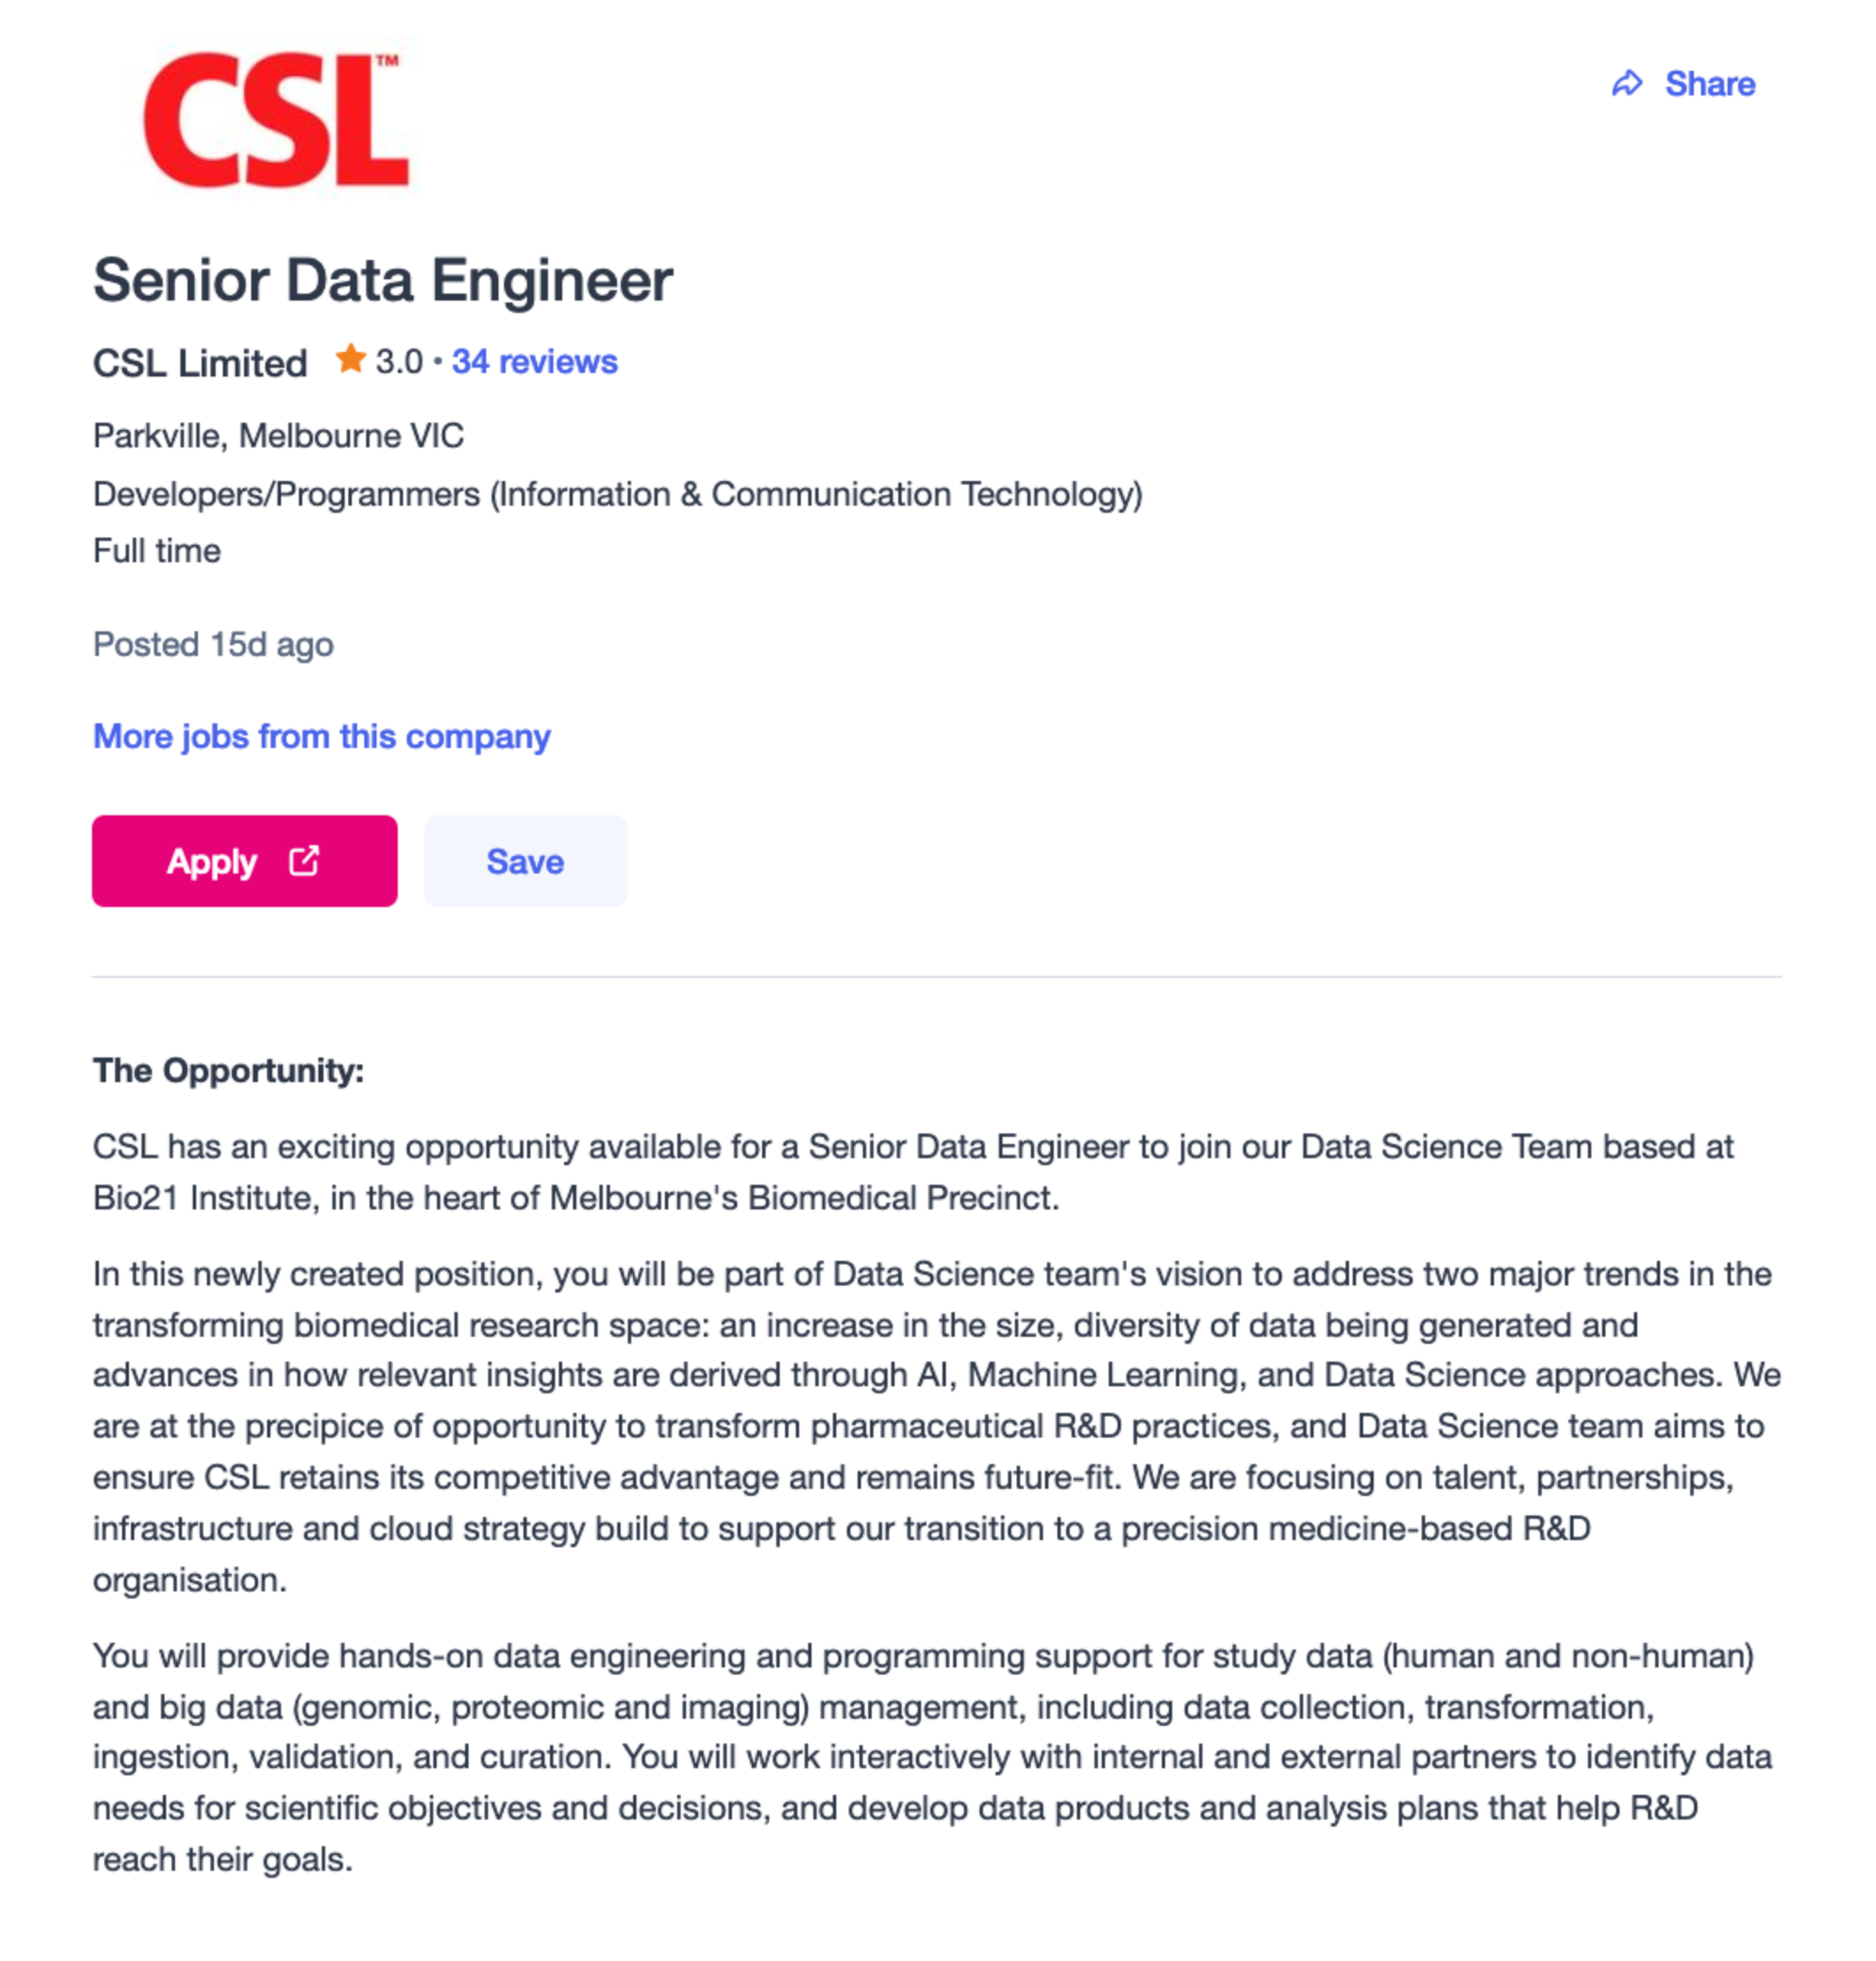 CSL™
Share
Senior Data Engineer
CSL Limited 3.0 • 34 reviews
Parkville, Melbourne VIC
Developers/Programmers (Information & Communication Technology)
Full time
Posted 15d ago
More jobs from this company
Apply
Save
The Opportunity:
CSL has an exciting opportunity available for a Senior Data Engineer to join our Data Science Team based at
Bio21 Institute, in the heart of Melbourne's Biomedical Precinct.
In this newly created position, you will be part of Data Science team's vision to address two major trends in the
transforming biomedical research space: an increase in the size, diversity of data being generated and
advances in how relevant insights are derived through AI, Machine Learning, and Data Science approaches. We
are at the precipice of opportunity to transform pharmaceutical R&D practices, and Data Science team aims to
ensure CSL retains its competitive advantage and remains future-fit. We are focusing on talent, partnerships,
infrastructure and cloud strategy build to support our transition to a precision medicine-based R&D
organisation.
You will provide hands-on data engineering and programming support for study data (human and non-human)
and big data (genomic, proteomic and imaging) management, including data collection, transformation,
ingestion, validation, and curation. You will work interactively with internal and external partners to identify data
needs for scientific objectives and decisions, and develop data products and analysis plans that help R&D
reach their goals.